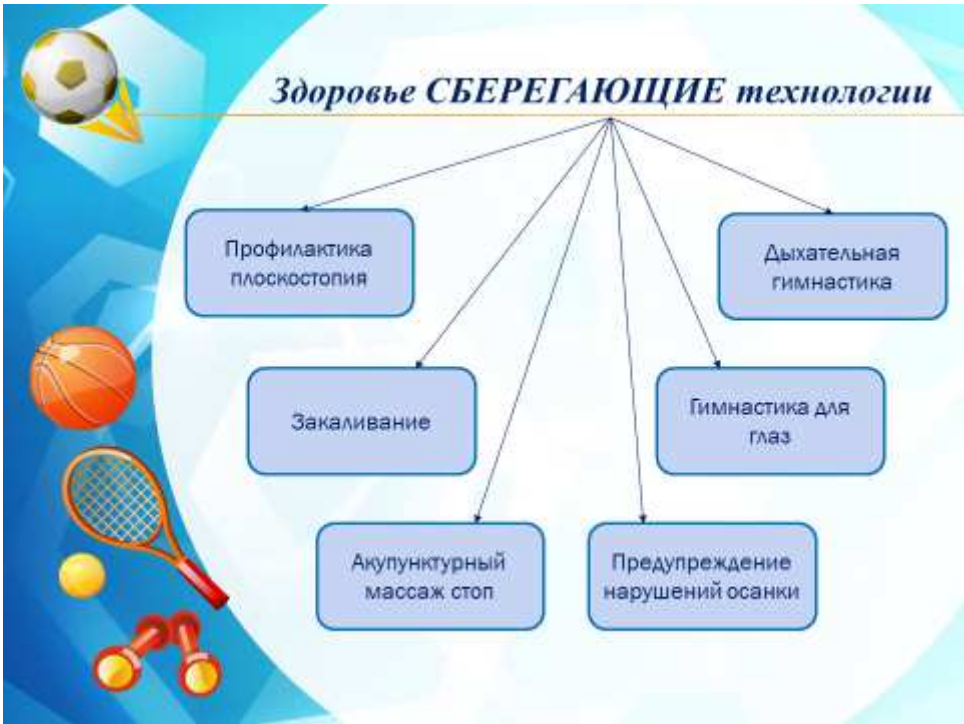 Здоровье СБЕРЕГАЮЩИЕ технологии
Профилактика
плоскостопия
Дыхательная
гимнастика
Закаливание
Гимнастика для
глаз
Акупунктурный
массаж стоп
Предупреждение
нарушений осанки